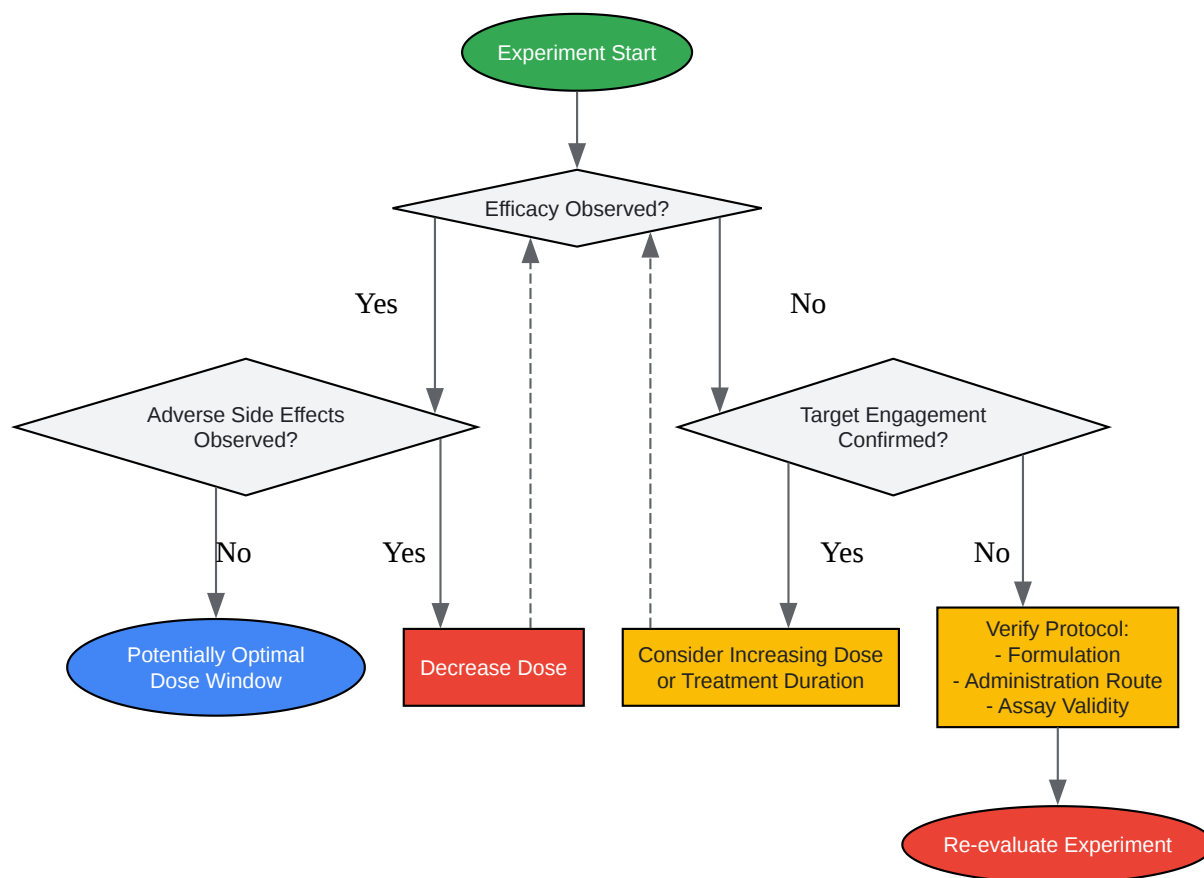 Experiment Start
Efficacy Observed?
Yes
No
Adverse Side Effects
Observed?
Target Engagement
Confirmed?
No
Yes
Yes
No
Potentially Optimal
Dose Window
Decrease Dose
Consider Increasing Dose
or Treatment Duration
Verify Protocol:
- Formulation
- Administration Route
- Assay Validity
Re-evaluate Experiment